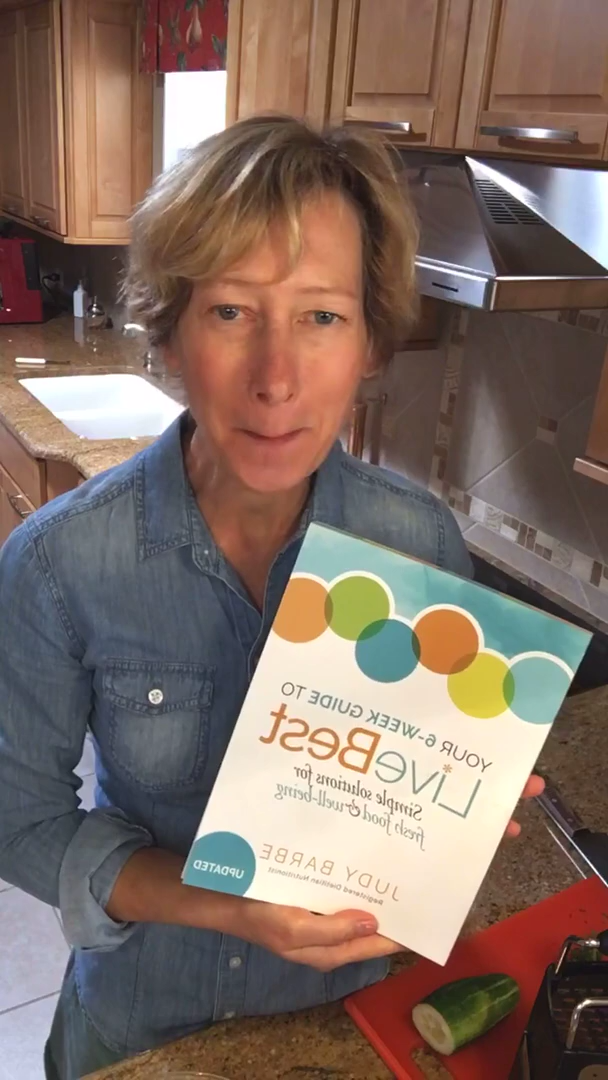 YOUR 6-WEEK GUIDE TO
LiveBest
Simple solutions for
fresh food & well-being
JUDY BARBE
Registered Dietitian Nutritionist
UPDATED